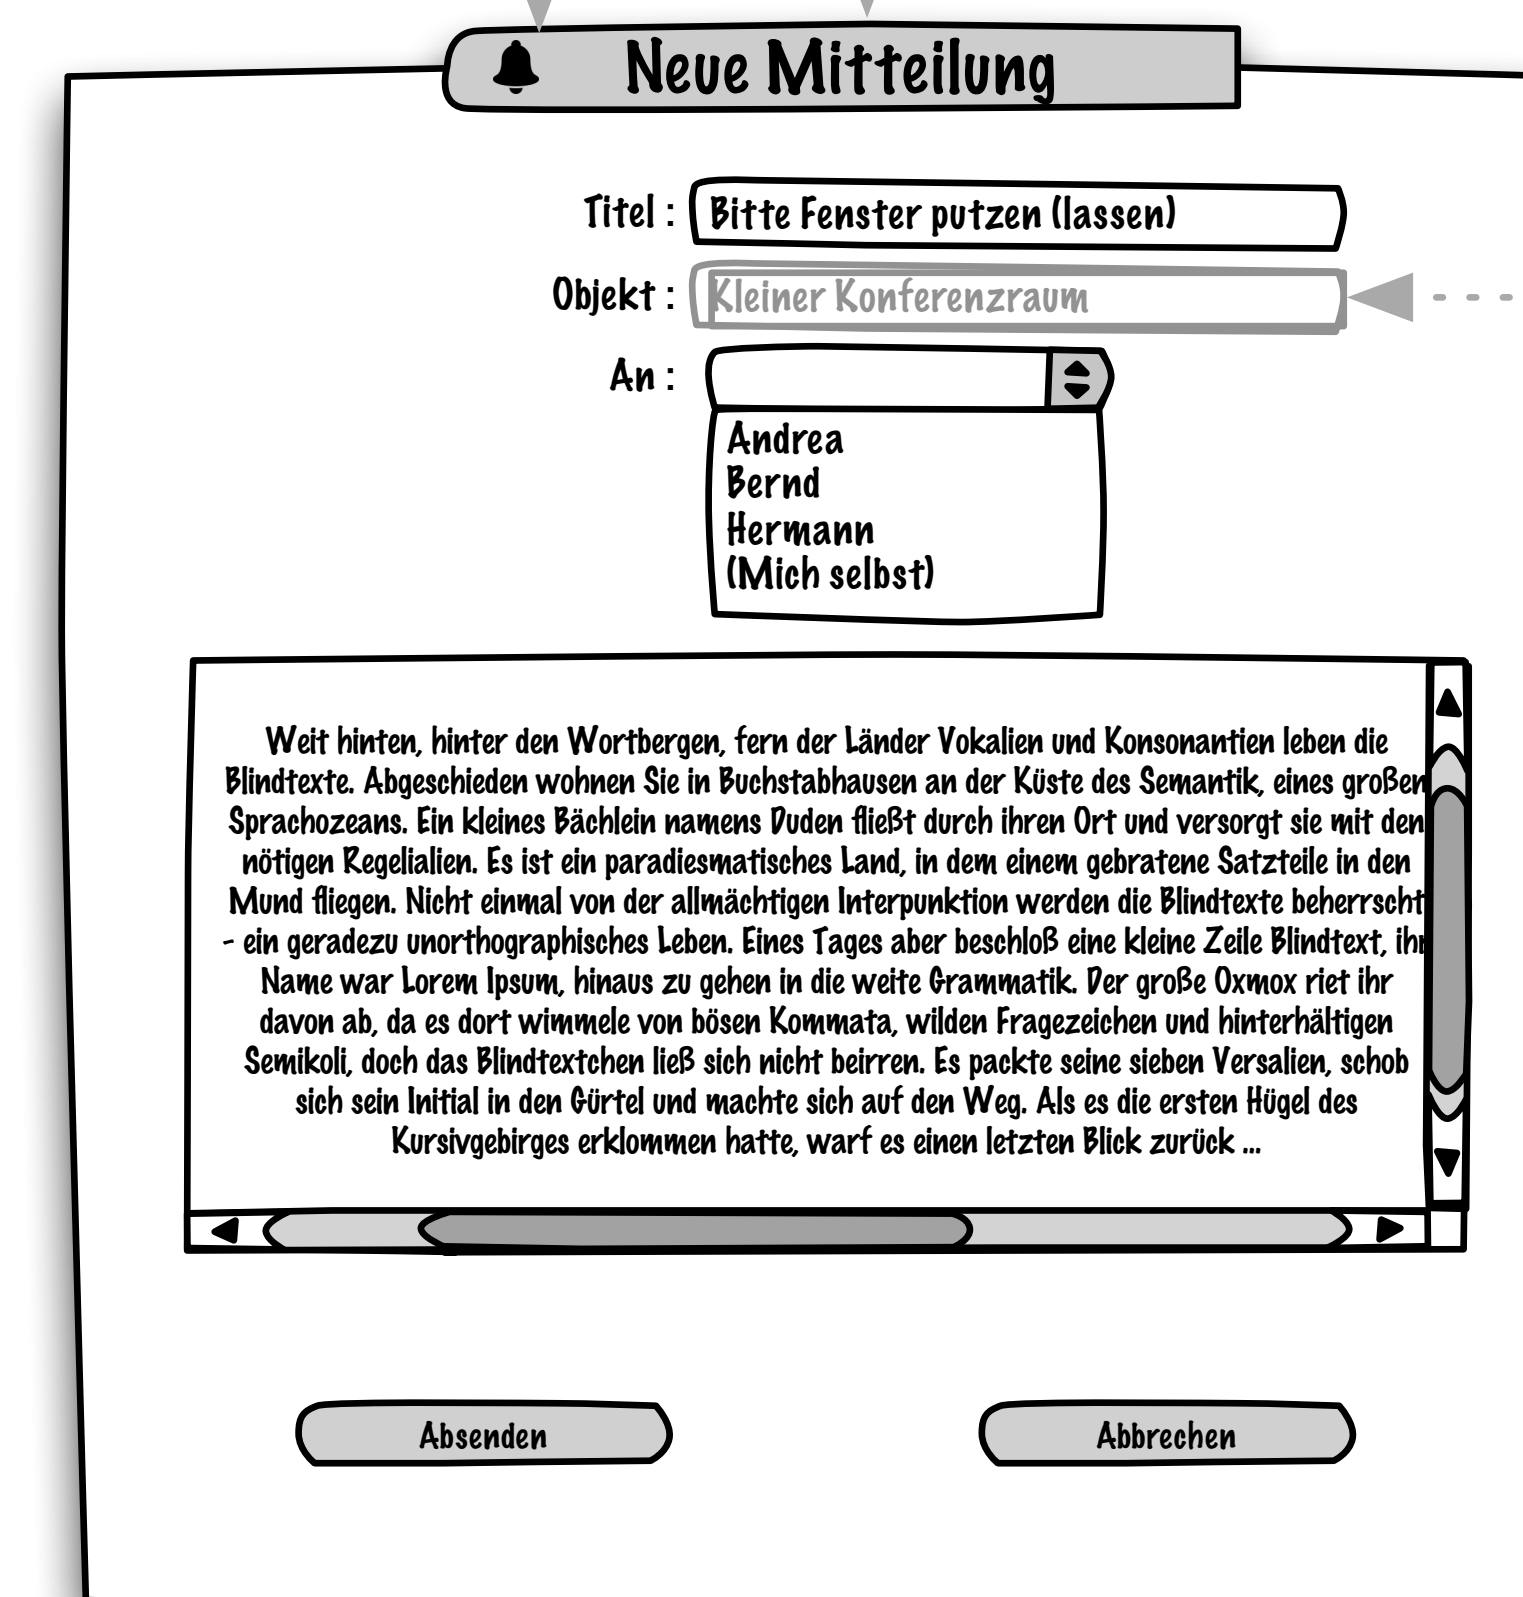 Neue Mitteilung
Titel : Bitte Fenster putzen (lassen)
Objekt : Kleiner Konferenzraum
An :
Andrea
Bernd
Hermann
(Mich selbst)
Weit hinten, hinter den Wortbergen, fern der Länder Vokalien und Konsonantien leben die
Blindtexte. Abgeschieden wohnen Sie in Buchstabhausen an der Küste des Semantik, eines großen
Sprachozeans. Ein kleines Bächlein namens Duden fließt durch ihren Ort und versorgt sie mit den
nötigen Regelialien. Es ist ein paradiesmatisches Land, in dem einem gebratene Satzteile in den
Mund fliegen. Nicht einmal von der allmächtigen Interpunktion werden die Blindtexte beherrscht
- ein geradezu unorthographisches Leben. Eines Tages aber beschloß eine kleine Zeile Blindtext, ihr
Name war Lorem Ipsum, hinaus zu gehen in die weite Grammatik. Der große Oxmox riet ihr
davon ab, da es dort wimmele von bösen Kommata, wilden Fragezeichen und hinterhältigen
Semikoli, doch das Blindtextchen ließ sich nicht beirren. Es packte seine sieben Versalien, schob
sich sein Initial in den Gürtel und machte sich auf den Weg. Als es die ersten Hügel des
Kursivgebirges erklommen hatte, warf es einen letzten Blick zurück ...
Absenden
Abbrechen